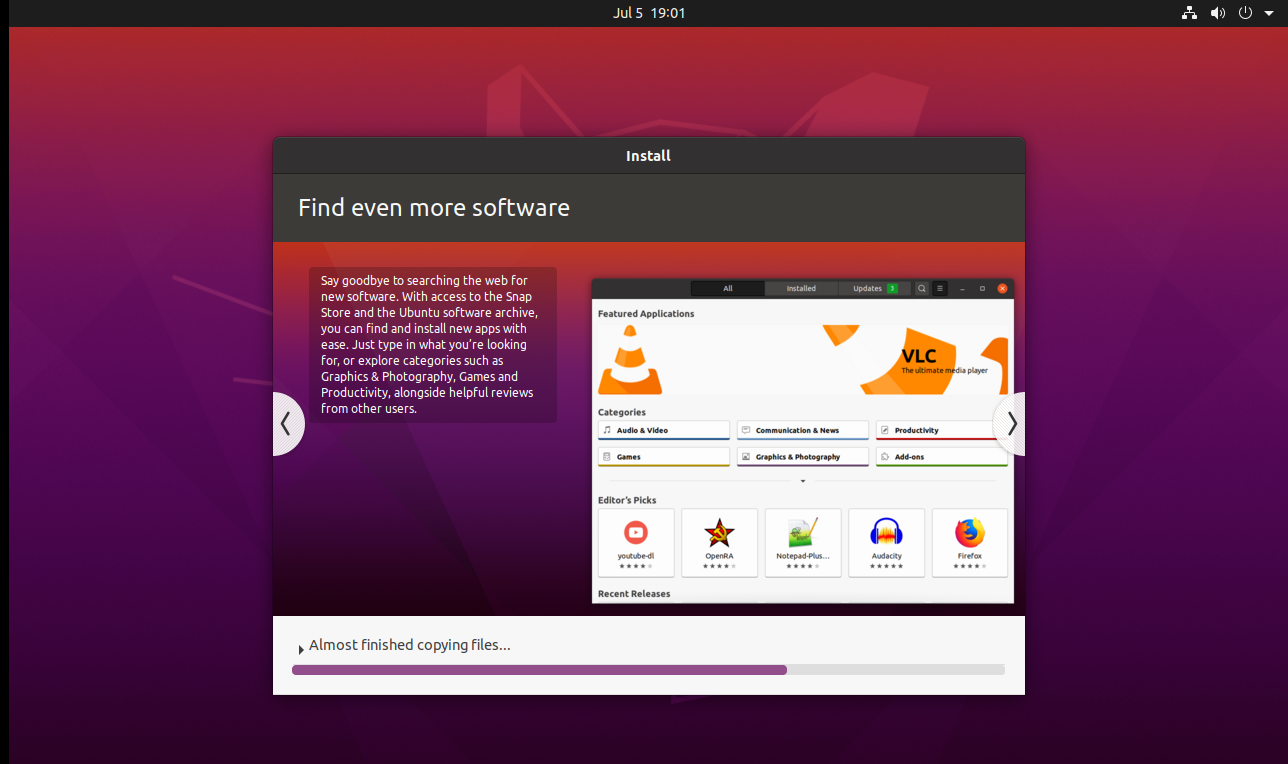 Jul 5 19:01
Install
Find even more software
Say goodbye to searching the web for
new software. With access to the Snap
Store and the Ubuntu software archive,
you can find and install new apps with
ease. Just type in what you’re looking
for, or explore categories such as
Graphics & Photography, Games and
Productivity, alongside helpful reviews
from other users.
All Installed Updates 3
Featured Applications
VLC
The ultimate media player
Categories
Audio & Video Communication & News Productivity
Games Graphics & Photography Add-ons
Editor’s Picks
youtube-dl OpenRA Notepad-Plus... Audacity Firefox
Recent Releases
Almost finished copying files...